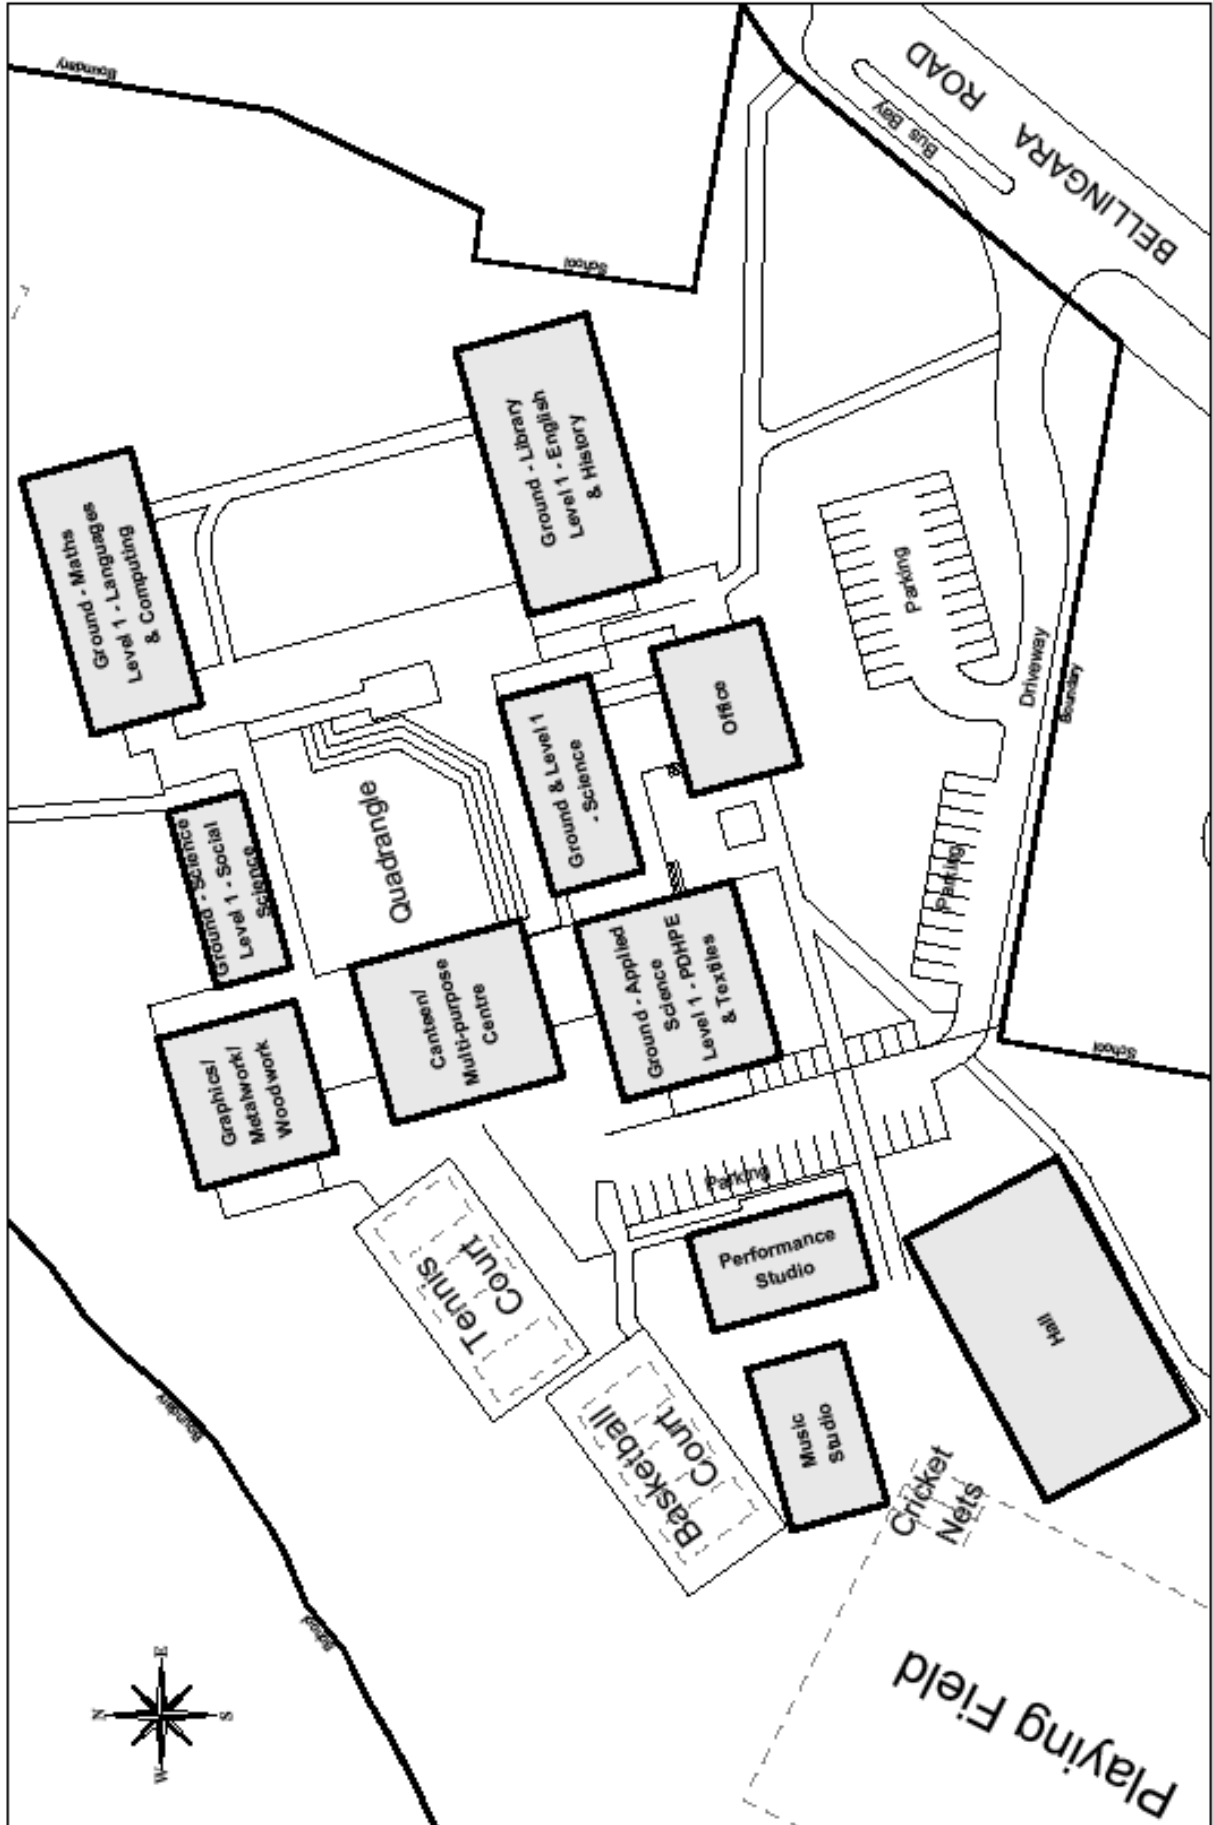 Boundary
BELLINGARA ROAD
Bus Bay
School
Ground - Library
Level 1 - English
& History
Ground - Maths
Level 1 - Languages
& Computing
Parking
Driveway
Boundary
Office
Ground & Level 1
- Science
Quadrangle
Ground - Science
Level 1 - Social
Science
Parking
Ground - Applied
Science
Level 1 - PDHPE
& Textiles
Canteen/
Multi-purpose
Centre
Graphics/
Metalwork/
Woodwork
School
Parking
Performance
Studio
Tennis
Court
Hall
Basketball
Court
Music
Studio
Boundary
Cricket
Nets
School
Playing Field
N
E
S
W